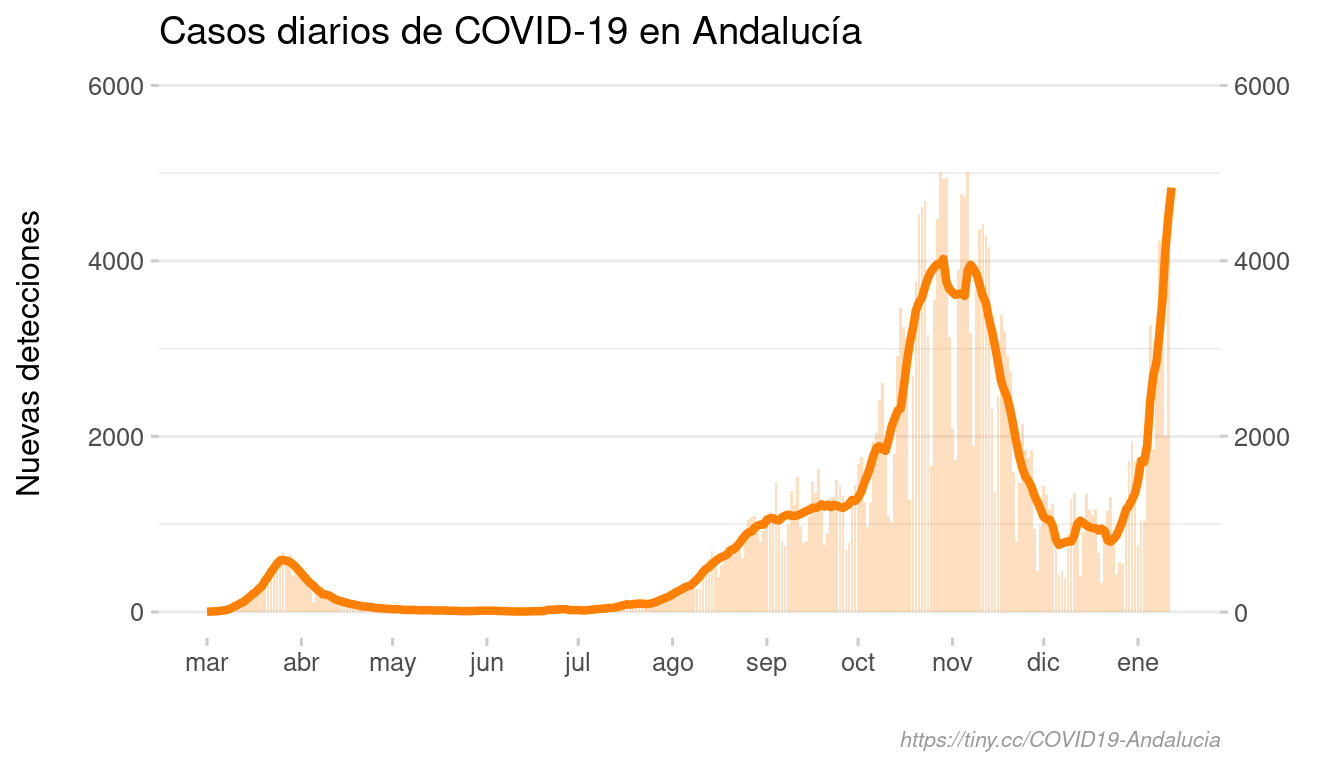 Casos diarios de COVID-19 en Andalucía
Nuevas detecciones
6000 6000
4000 4000
2000 2000
0 0
mar abr may jun jul ago sep oct nov dic ene
https://tiny.cc/COVID19-Andalucia